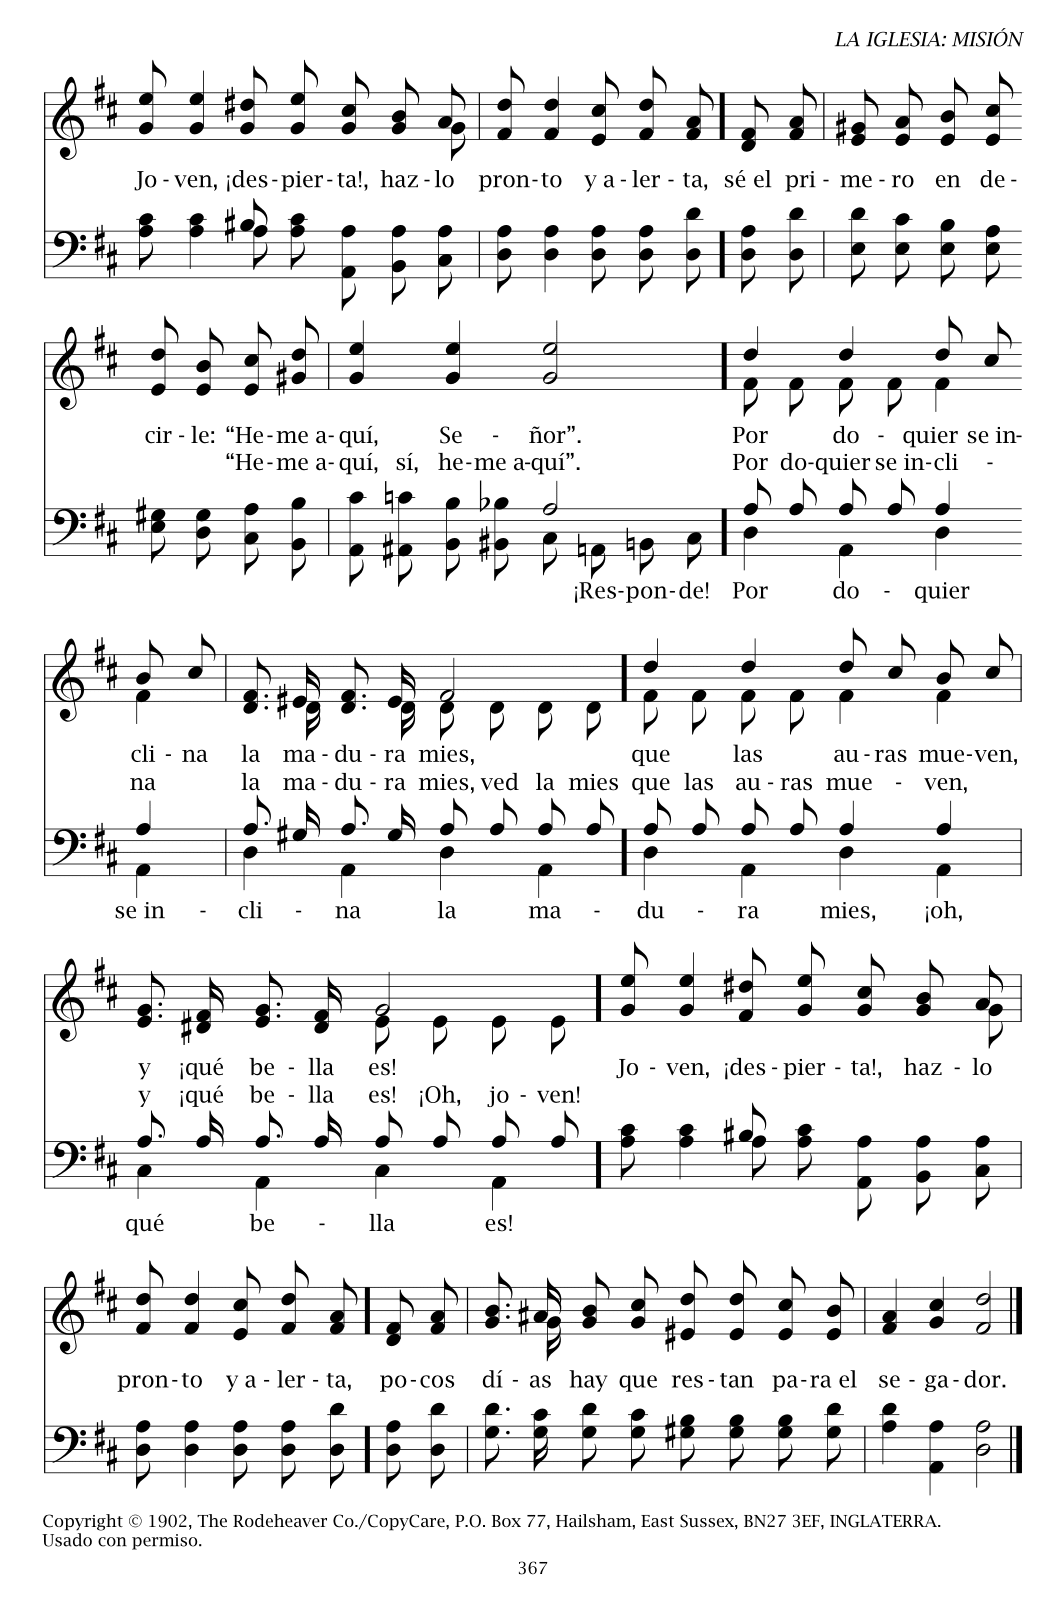 LA IGLESIA: MISIÓN
Jo - ven, ¡des - pier - ta!, haz - lo pron - to y a - ler - ta, sé el pri - me - ro en de -
cir - le: “He - me a - quí, Se - ñor”. Por do - quier se in -
“He - me a - quí, sí, he - me a - quí”. Por do - quier se in - cli -
¡Res - pon - de! Por do - quier
cli - na la ma - du - ra mies, que las au - ras mue - ven,
na la ma - du - ra mies, ved la mies que las au - ras mue - ven,
se in - cli - na la ma - du - ra mies, ¡oh,
y ¡qué be - lla es! Jo - ven, ¡des - pier - ta!, haz - lo
y ¡qué be - lla es! ¡Oh, jo - ven!
qué be - lla es!
pron - to y a - ler - ta, po - cos dí - as hay que res - tan pa - ra el se - ga - dor.
Copyright © 1902, The Rodeheaver Co./CopyCare, P.O. Box 77, Hailsham, East Sussex, BN27 3EF, INGLATERRA.
Usado con permiso.
367